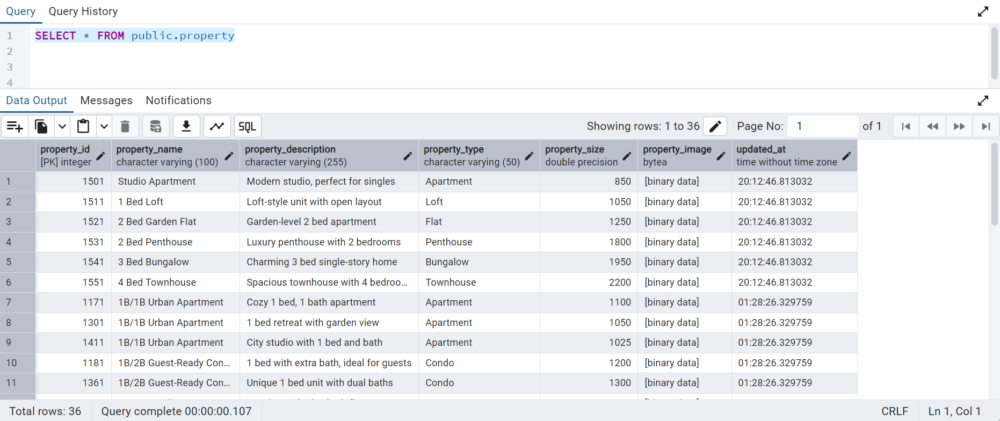 Query Query History
1 SELECT * FROM public.property
2
3
4
Data Output Messages Notifications
SQL Showing rows: 1 to 36 Page No: 1 of 1
property_id property_name property_description property_type property_size property_image updated_at
[PK] integer character varying (100) character varying (255) character varying (50) double precision bytea time without time zone
1 1501 Studio Apartment Modern studio, perfect for singles Apartment 850 [binary data] 20:12:46.813032
2 1511 1 Bed Loft Loft-style unit with open layout Loft 1050 [binary data] 20:12:46.813032
3 1521 2 Bed Garden Flat Garden-level 2 bed apartment Flat 1250 [binary data] 20:12:46.813032
4 1531 2 Bed Penthouse Luxury penthouse with 2 bedrooms Penthouse 1800 [binary data] 20:12:46.813032
5 1541 3 Bed Bungalow Charming 3 bed single-story home Bungalow 1950 [binary data] 20:12:46.813032
6 1551 4 Bed Townhouse Spacious townhouse with 4 bedroo... Townhouse 2200 [binary data] 20:12:46.813032
7 1171 1B/1B Urban Apartment Cozy 1 bed, 1 bath apartment Apartment 1100 [binary data] 01:28:26.329759
8 1301 1B/1B Urban Apartment 1 bed retreat with garden view Apartment 1050 [binary data] 01:28:26.329759
9 1411 1B/1B Urban Apartment City studio with 1 bed and bath Apartment 1025 [binary data] 01:28:26.329759
10 1181 1B/2B Guest-Ready Con... 1 bed with extra bath, ideal for guests Condo 1200 [binary data] 01:28:26.329759
11 1361 1B/2B Guest-Ready Con... Unique 1 bed unit with dual baths Condo 1300 [binary data] 01:28:26.329759
Total rows: 36 Query complete 00:00:00.107 CRLF Ln 1, Col 1